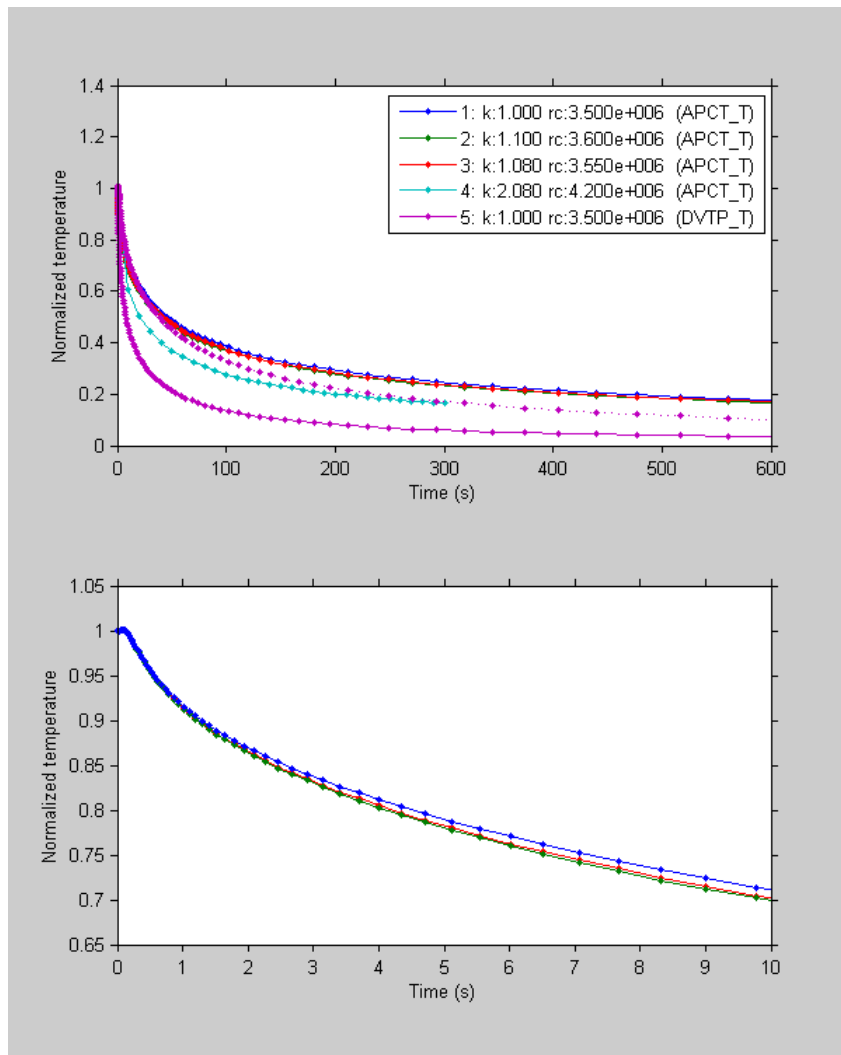 1.4
1.2
1
0.8
0.6
0.4
0.2
0
Normalized temperature
1: k:1.000 rc:3.500e+006 (APCT_T)
2: k:1.100 rc:3.600e+006 (APCT_T)
3: k:1.080 rc:3.550e+006 (APCT_T)
4: k:2.080 rc:4.200e+006 (APCT_T)
5: k:1.000 rc:3.500e+006 (DVTP_T)
0 100 200 300 400 500 600
Time (s)
1.05
1
0.95
0.9
0.85
0.8
0.75
0.7
0.65
Normalized temperature
0 1 2 3 4 5 6 7 8 9 10
Time (s)